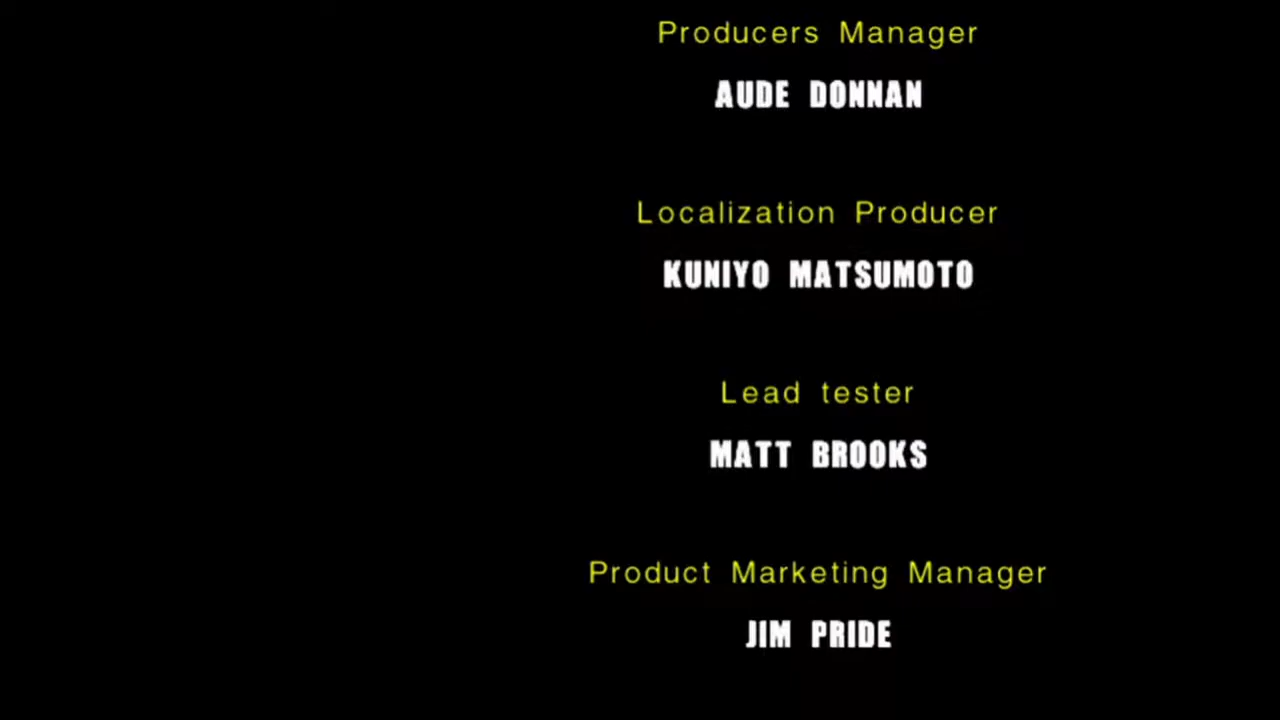 Producers Manager
AUDE DONNAN
Localization Producer
KUNIYO MATSUMOTO
Lead tester
MATT BROOKS
Product Marketing Manager
JIM PRIDE